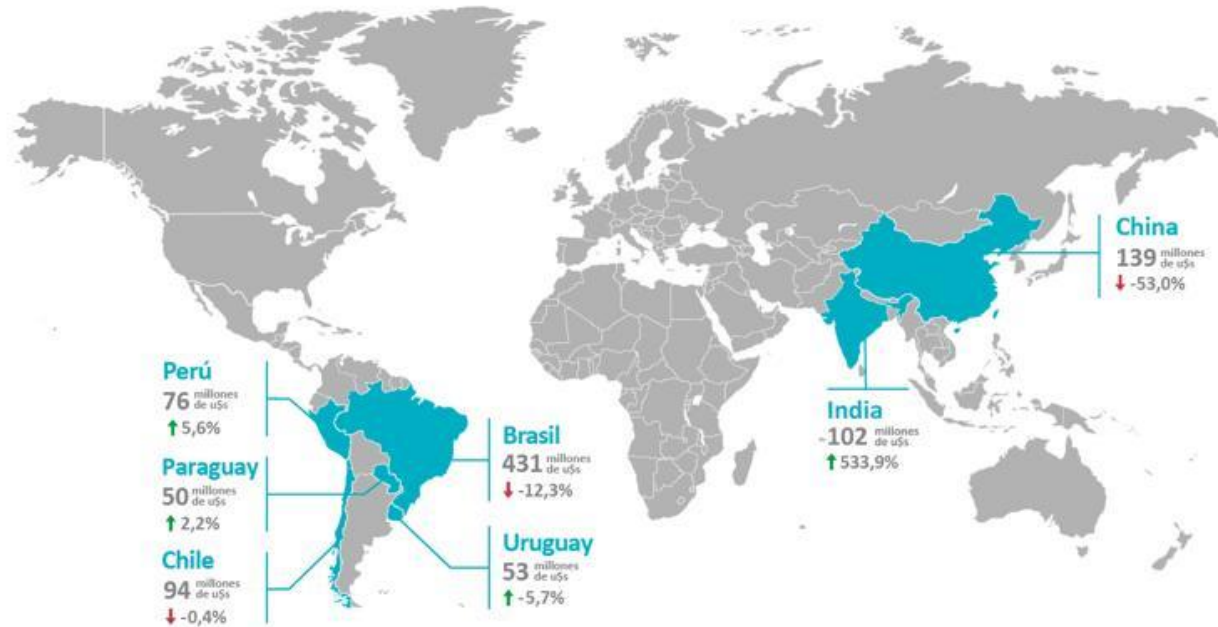 China
139 millones de u$s
↓ -53,0%
Perú
76 millones de u$s
↑ 5,6%
Paraguay
50 millones de u$s
↑ 2,2%
Chile
94 millones de u$s
↓ -0,4%
Brasil
431 millones de u$s
↓ -12,3%
Uruguay
53 millones de u$s
↑ -5,7%
India
-102 millones de u$s
↑ 533,9%